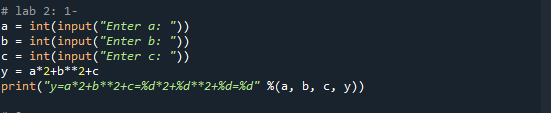 # lab 2: 1-
a = int(input("Enter a: "))
b = int(input("Enter b: "))
c = int(input("Enter c: "))
y = a*2+b**2+c
print("y=a*2+b**2+c=%d*2+%d**2+%d=%d" %(a, b, c, y))